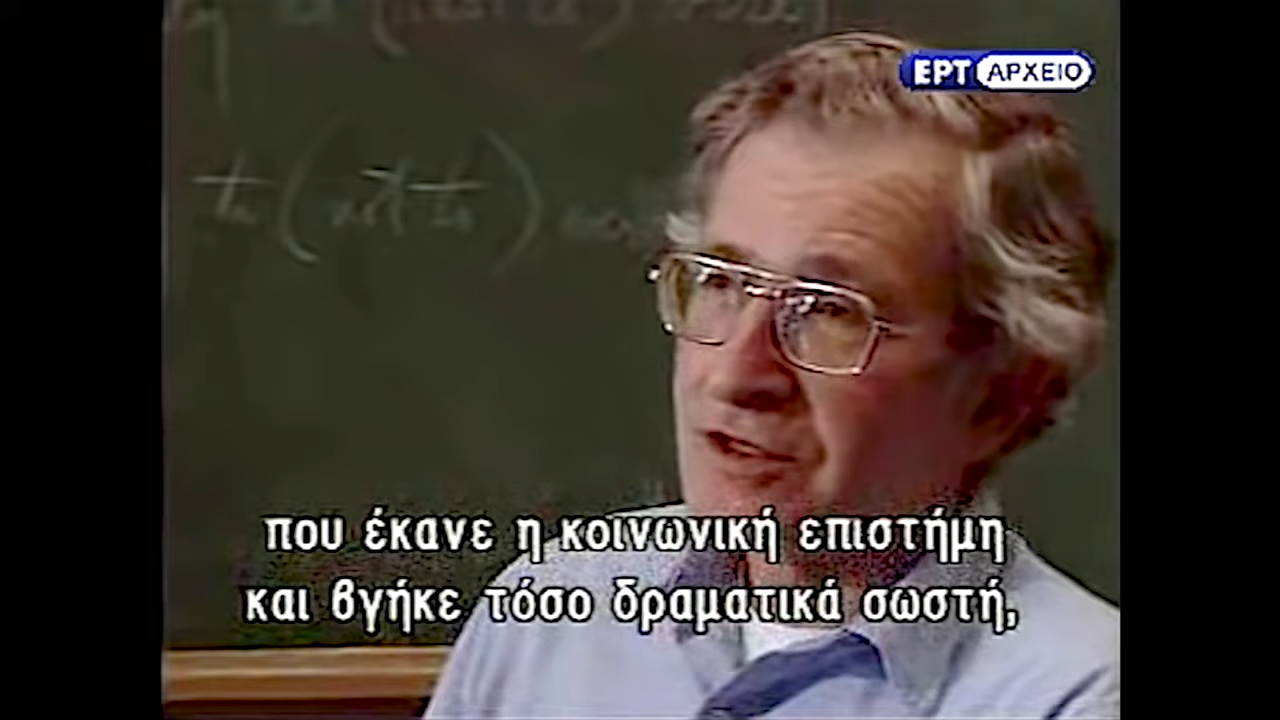 ΕΡΤ ΑΡΧΕΙΟ
που έκανε η κοινωνική επιστήμη
και βγήκε τόσο δραματικά σωστή,